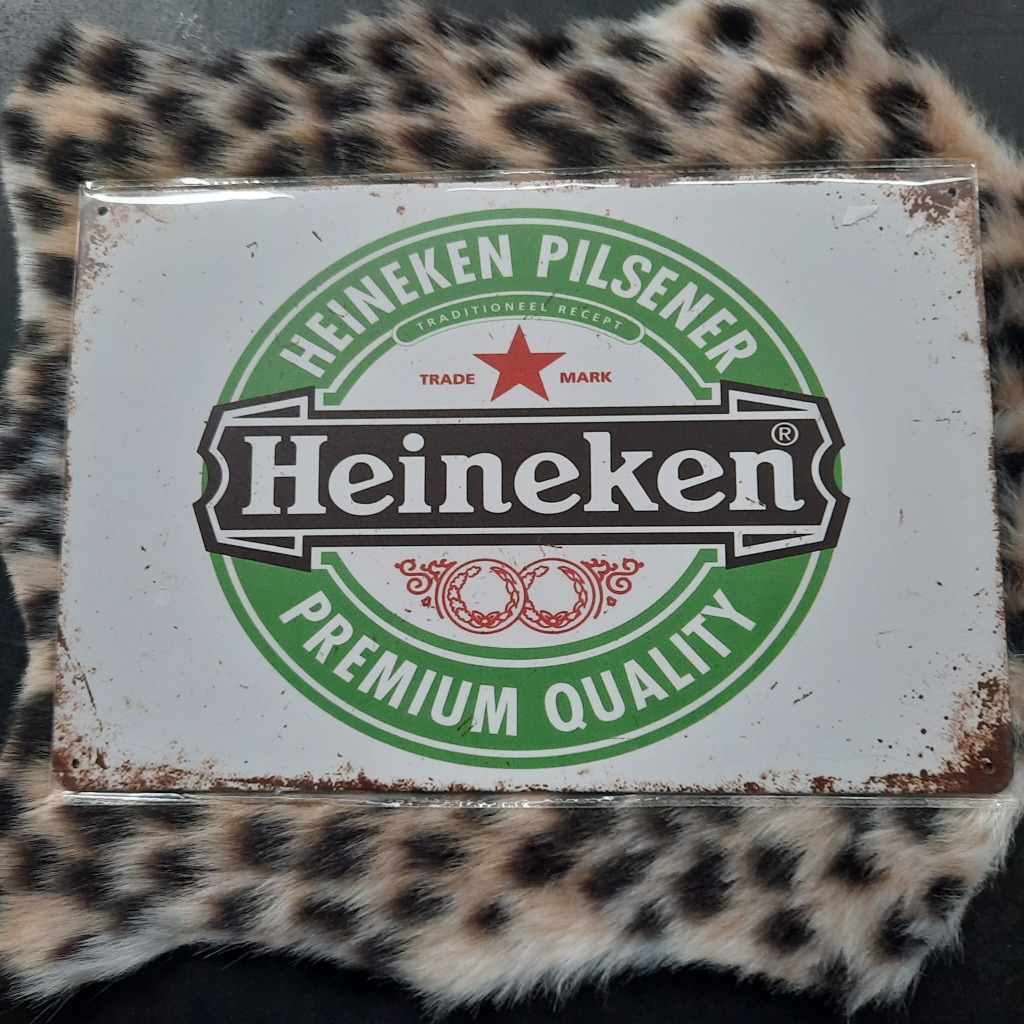 HEINEKEN PILSENER
TRADITIONEEL RECEPT
TRADE MARK
Heineken®
PREMIUM QUALITY